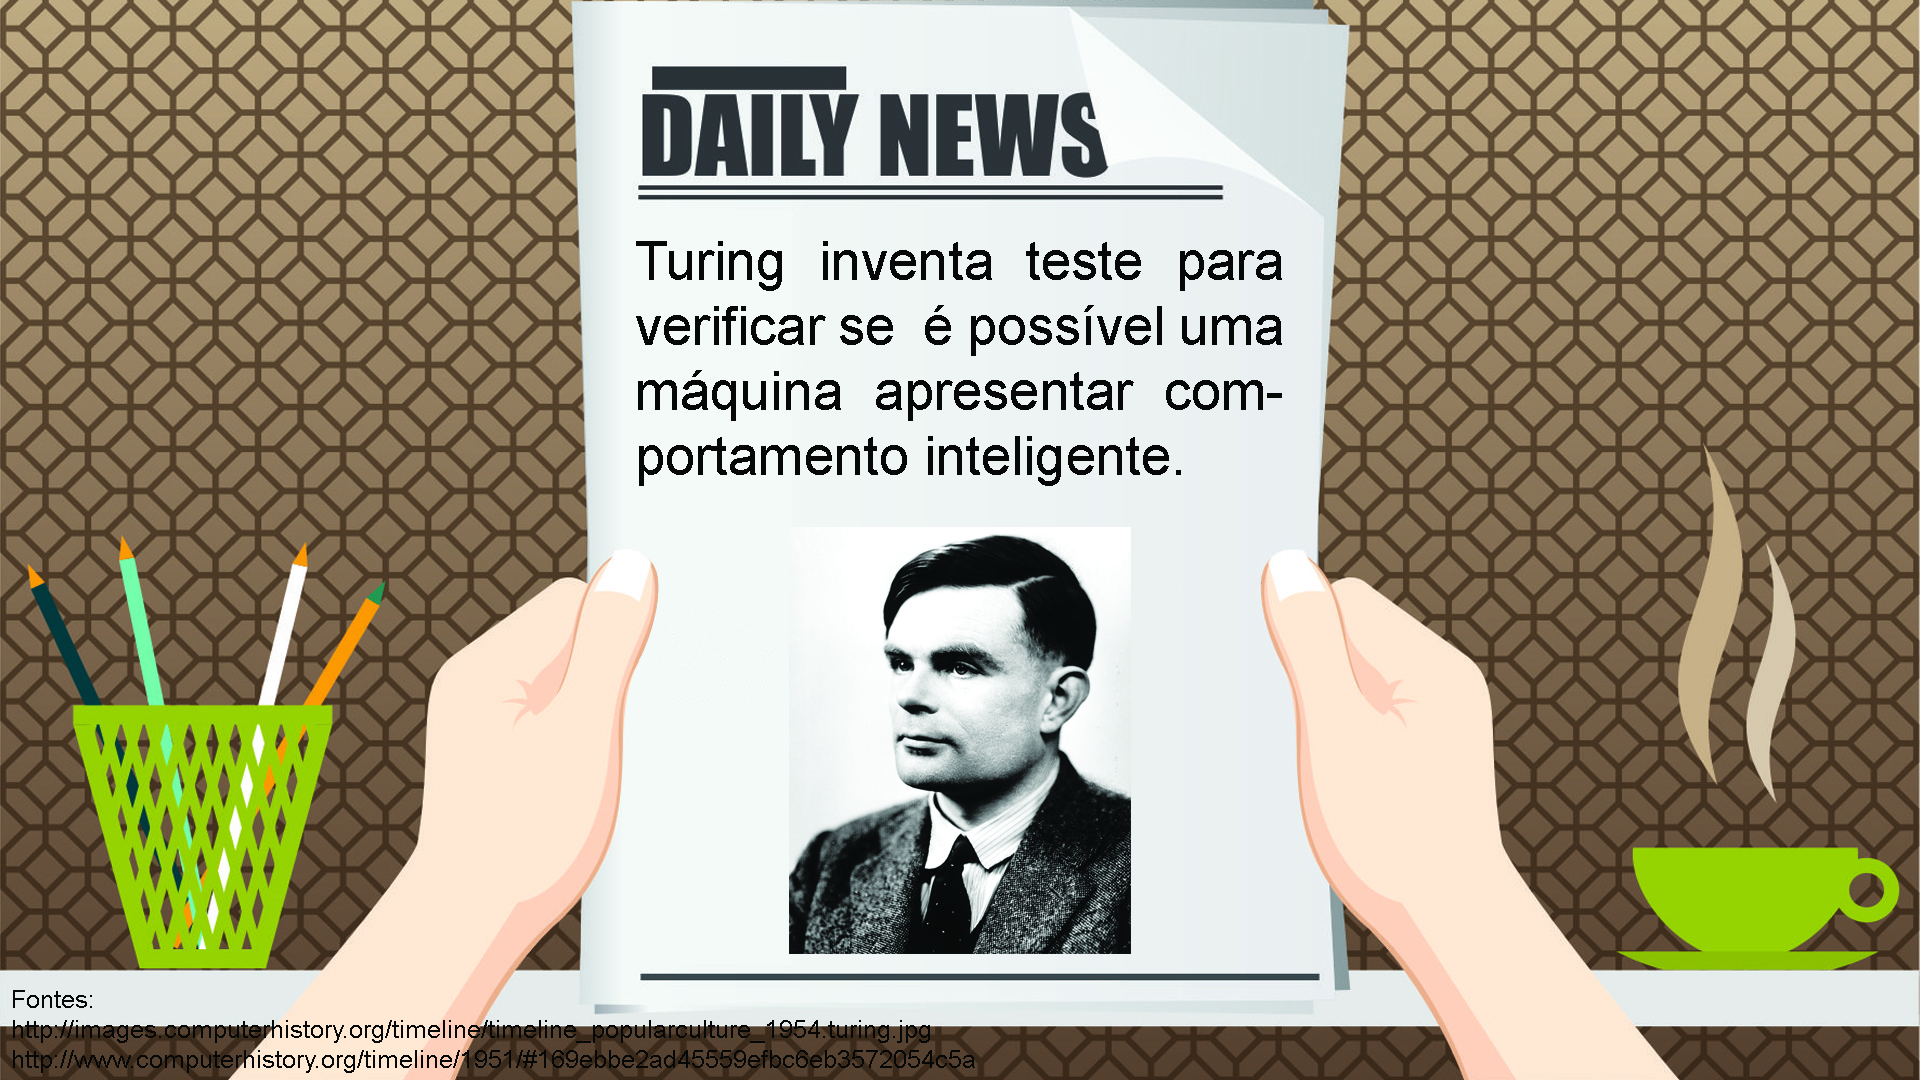 DAILY NEWS
Turing inventa teste para
verificar se é possível uma
máquina apresentar com-
portamento inteligente.
Fontes:
http://images.computerhistory.org/timeline/timeline_popularculture_1954.turing.jpg
http://www.computerhistory.org/timeline/1951/#169ebbe2ad45559efbc6eb3572054c5a